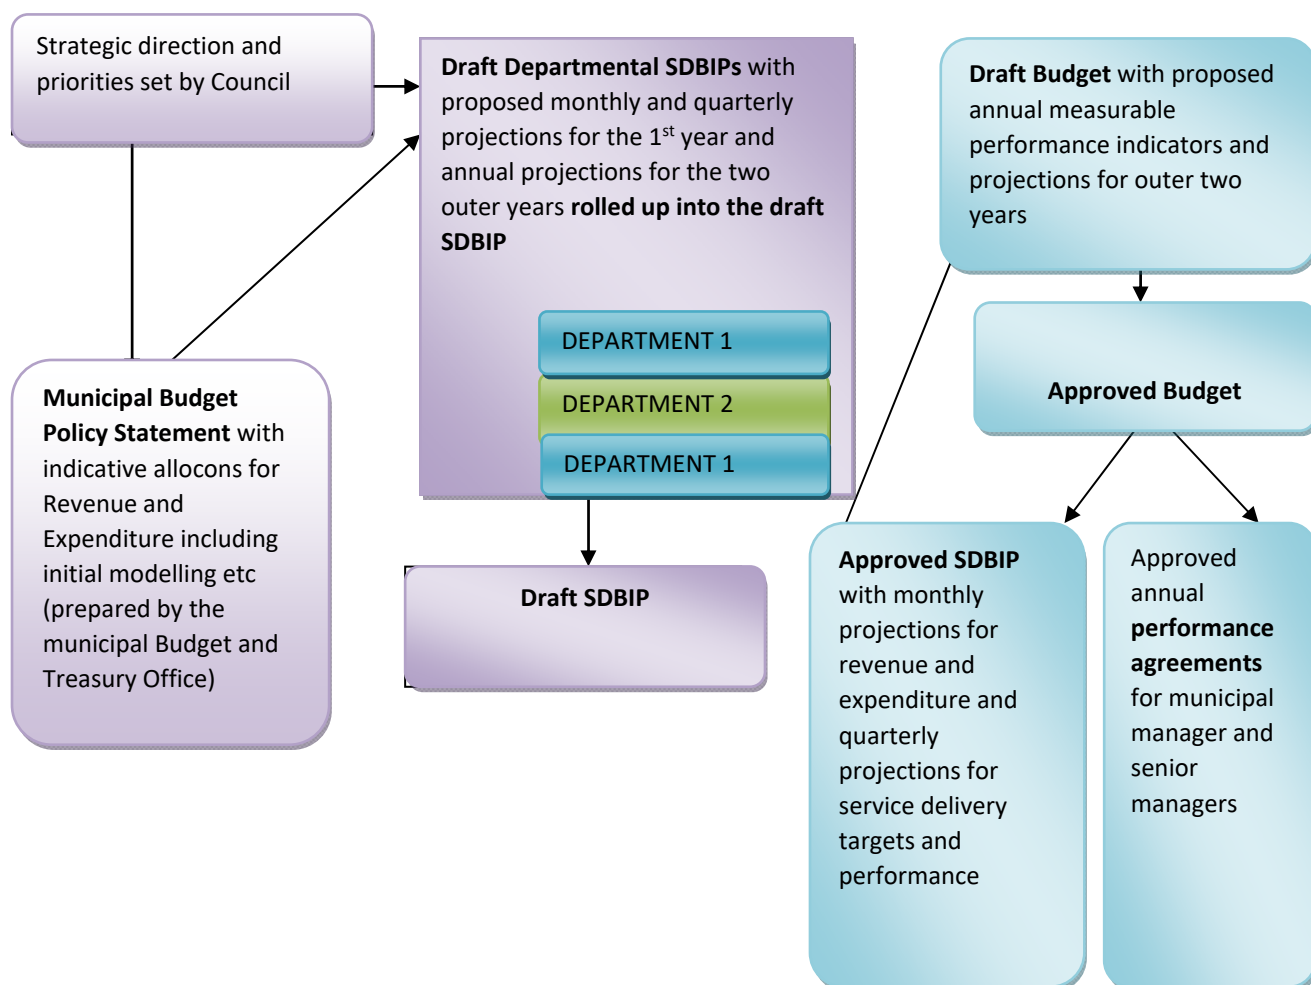 Strategic direction and
priorities set by Council
Municipal Budget
Policy Statement with
indicative allocons for
Revenue and
Expenditure including
initial modelling etc
(prepared by the
municipal Budget and
Treasury Office)
Draft Departmental SDBIPs with
proposed monthly and quarterly
projections for the 1st year and
annual projections for the two
outer years rolled up into the draft
SDBIP
DEPARTMENT 1
DEPARTMENT 2
DEPARTMENT 1
Draft SDBIP
Draft Budget with proposed
annual measurable
performance indicators and
projections for outer two
years
Approved Budget
Approved SDBIP
with monthly
projections for
revenue and
expenditure and
quarterly
projections for
service delivery
targets and
performance
Approved
annual
performance
agreements
for municipal
manager and
senior
managers